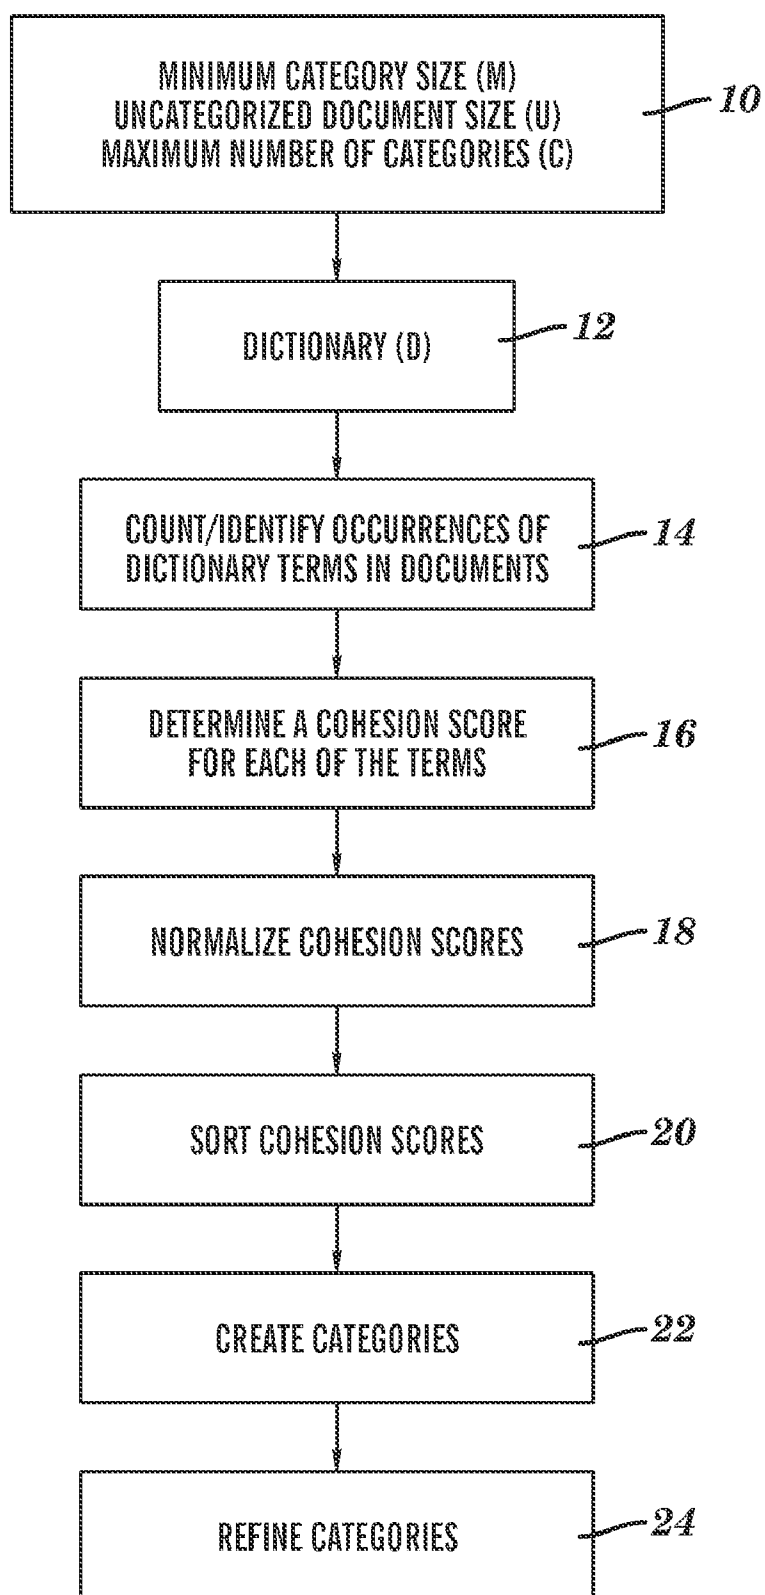 MINIMUM CATEGORY SIZE (M)
UNCATEGORIZED DOCUMENT SIZE (U)
MAXIMUM NUMBER OF CATEGORIES (C)
10
DICTIONARY (D)
12
COUNT/IDENTIFY OCCURRENCES OF
DICTIONARY TERMS IN DOCUMENTS
14
DETERMINE A COHESION SCORE
FOR EACH OF THE TERMS
16
NORMALIZE COHESION SCORES
18
SORT COHESION SCORES
20
CREATE CATEGORIES
22
REFINE CATEGORIES
24